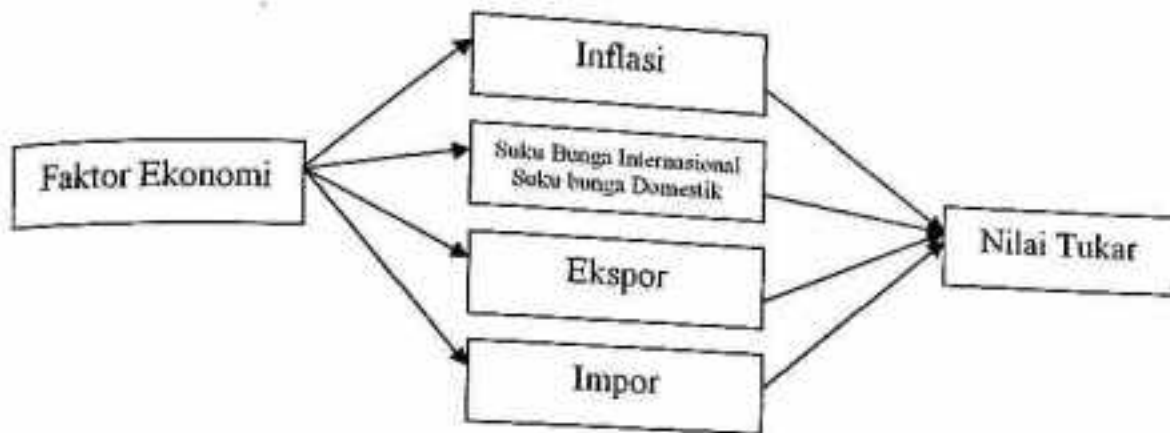 Faktor Ekonomi
Inflasi
Suku Bunga Internasional
Suku bunga Domestik
Ekspor
Impor
Nilai Tukar